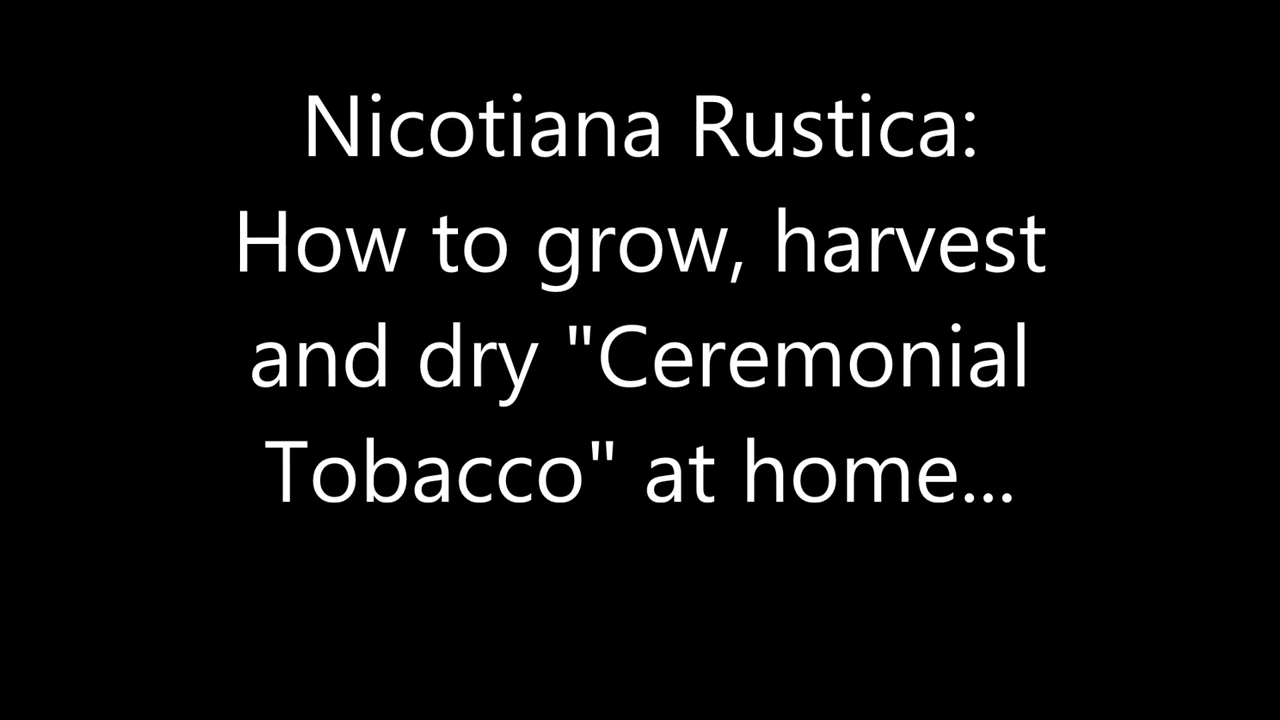 Nicotiana Rustica:
How to grow, harvest
and dry "Ceremonial
Tobacco" at home...